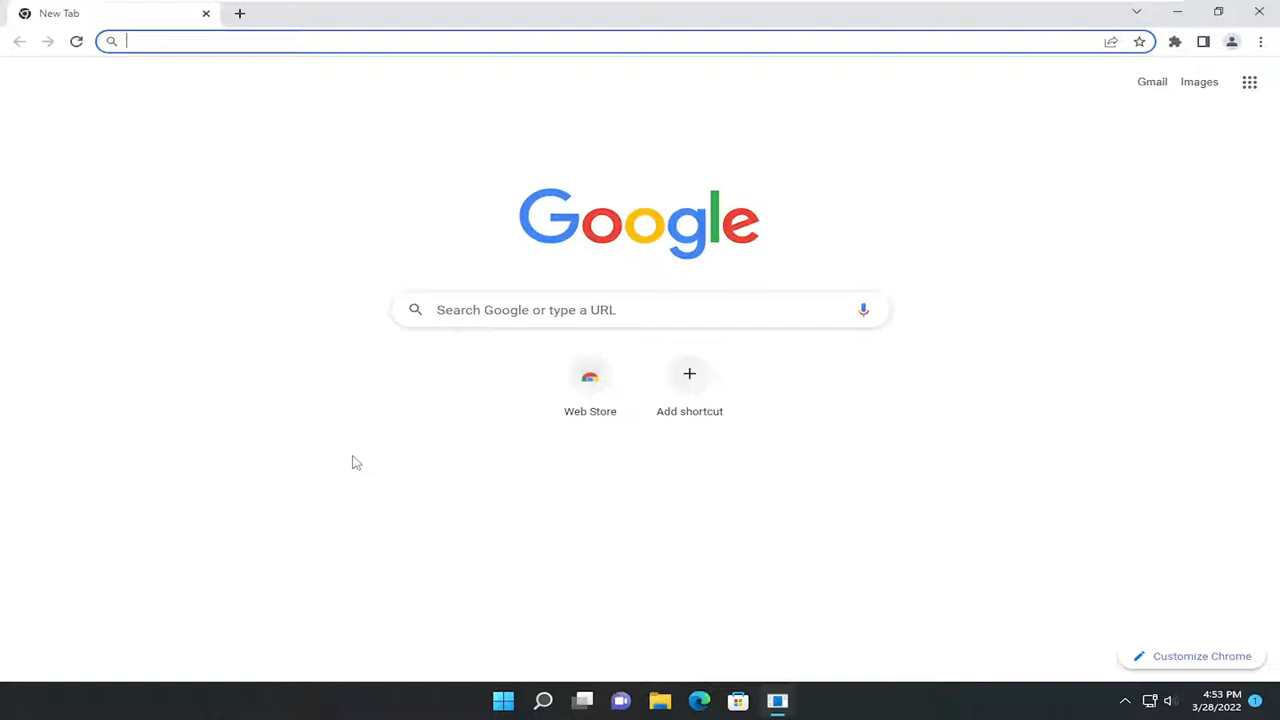 New Tab
Gmail Images
Google
Search Google or type a URL
Web Store Add shortcut
Customize Chrome
4:53 PM
3/28/2022
1